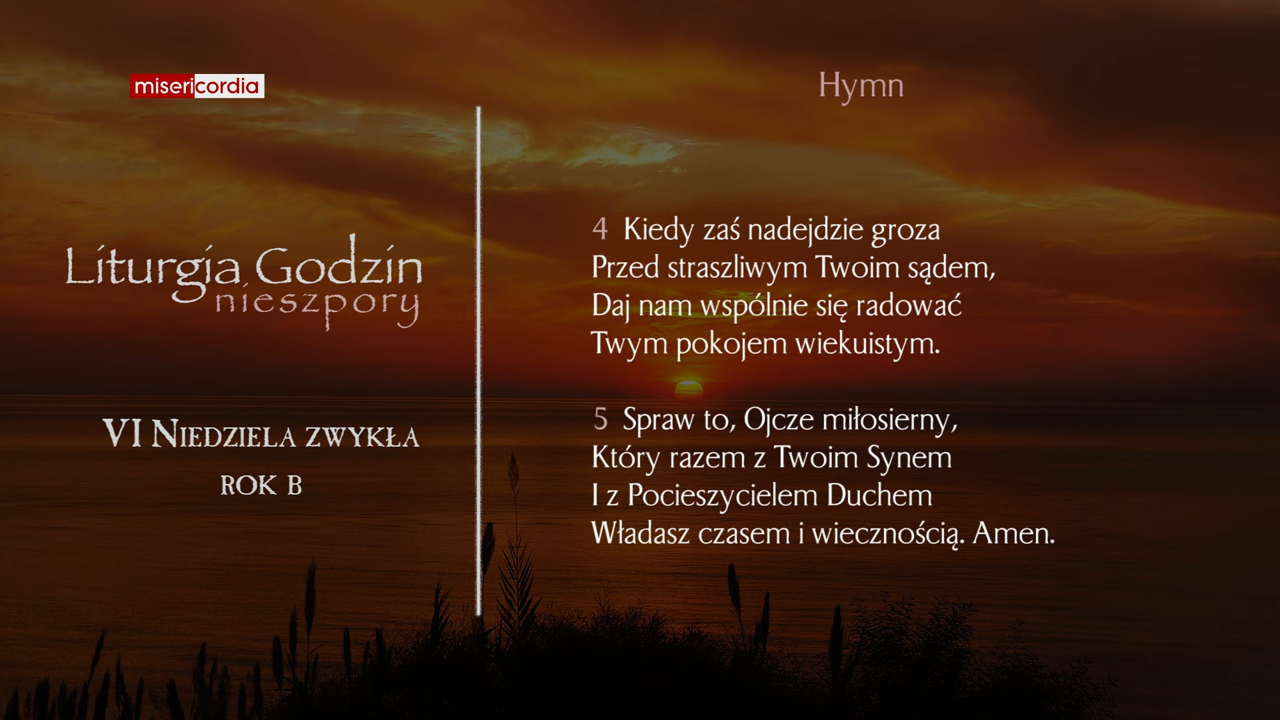 misericordia
Liturgia Godzin
nieszpory
VI Niedziela zwykła
rok B
Hymn
4 Kiedy zaś nadejdzie groza
Przed straszliwym Twoim sądem,
Daj nam wspólnie się radować
Twym pokojem wiekuistym.
5 Spraw to, Ojcze miłosierny,
Który razem z Twoim Synem
I z Pocieszycielem Duchem
Władasz czasem i wiecznością. Amen.